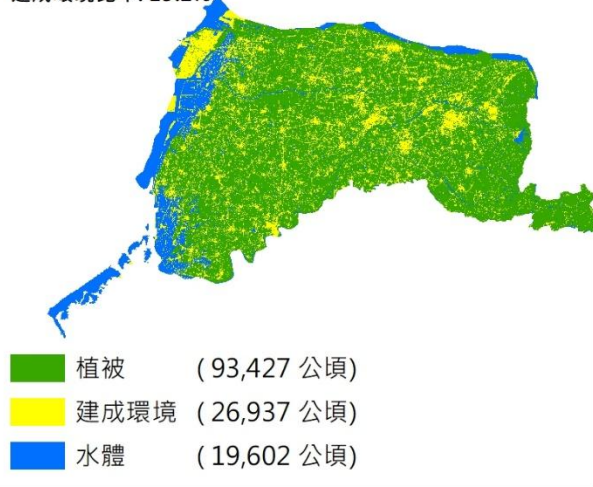 植被 ( 93,427 公頃)
建成環境 ( 26,937 公頃)
水體 ( 19,602 公頃)